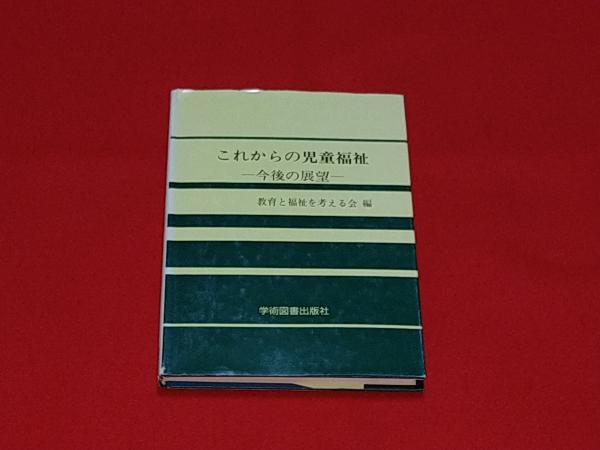 これからの児童福祉
―今後の展望―
教育と福祉を考える会 編
学術図書出版社